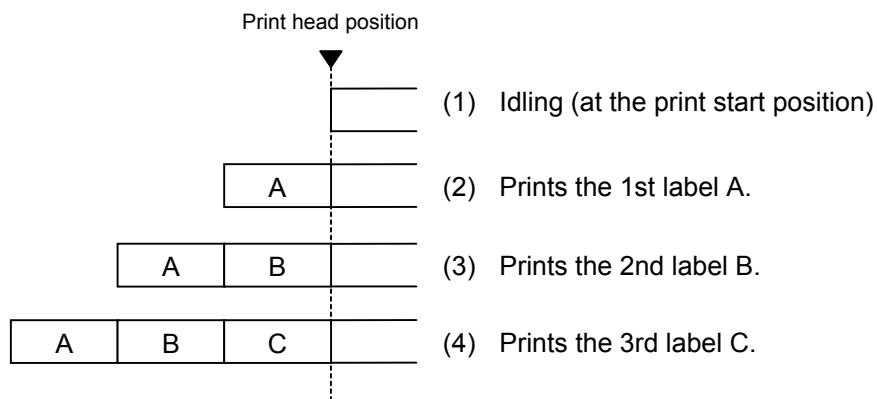 Print head position
(1) Idling (at the print start position)
A (2) Prints the 1st label A.
A B (3) Prints the 2nd label B.
A B C (4) Prints the 3rd label C.